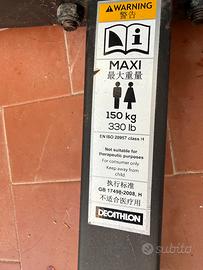 WARNING
警告
MAXI
最大重量
150 kg
330 lb
EN ISO 20957 class H
Not suitable for
therapeutic purposes
For consumer only
Keep away from
child.
执行标准
GB 17498-2008, H
不适合医疗用
DECATHLON
subito